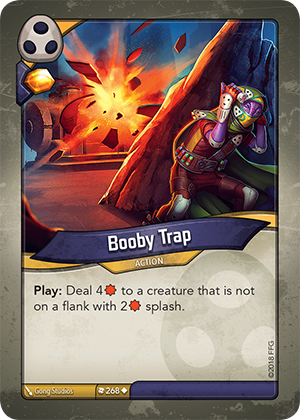 Booby Trap
ACTION
Play: Deal 4 to a creature that is not
on a flank with 2 splash.
©2018 FFG
Gong Studios
268